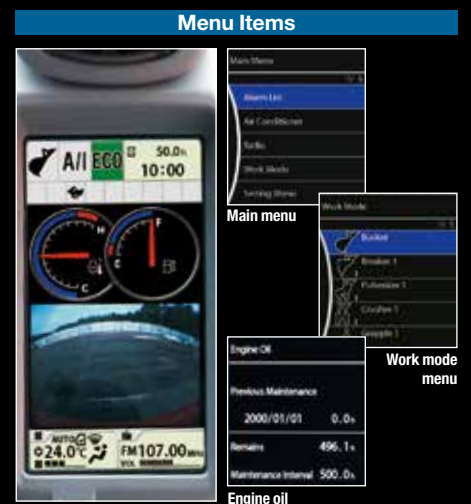 Menu Items
A/I ECO 50.0h
10:00
H
C
F
E
AUTO
24.0°C
FM107.00MHz
VOL
Main Menu
Alarm List
Air Conditioner
Radio
Work Mode
Setting Menu
Main menu
Work Mode
Bucket
Breaker 1
Pulverizer 1
Crusher 1
Grapple 1
Work mode
menu
Engine Oil
Previous Maintenance
2000/01/01 0.0h
Remains 496.1h
Maintenance Interval 500.0h
Engine oil